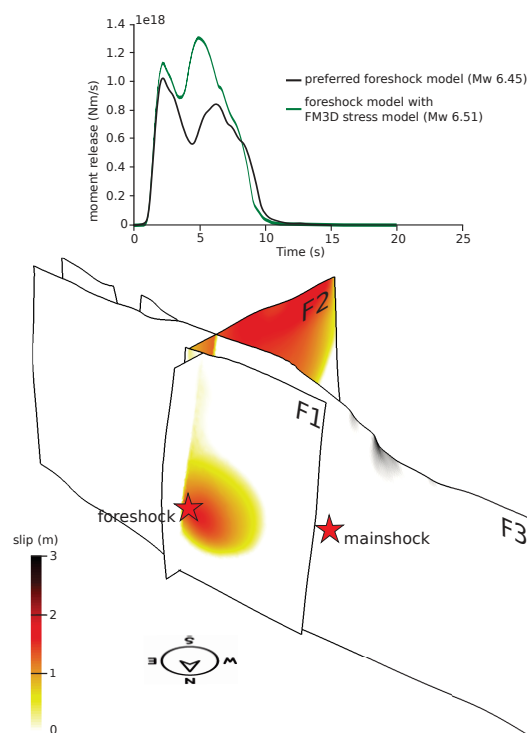 1e18
1.4
1.2
1.0
0.8
0.6
0.4
0.2
0
moment release (Nm/s)
preferred foreshock model (Mw 6.45)
foreshock model with
FM3D stress model (Mw 6.51)
0 5 10 15 20 25
Time (s)
F2
F1
foreshock
mainshock
F3
slip (m)
3
2
1
0
S
E W
N